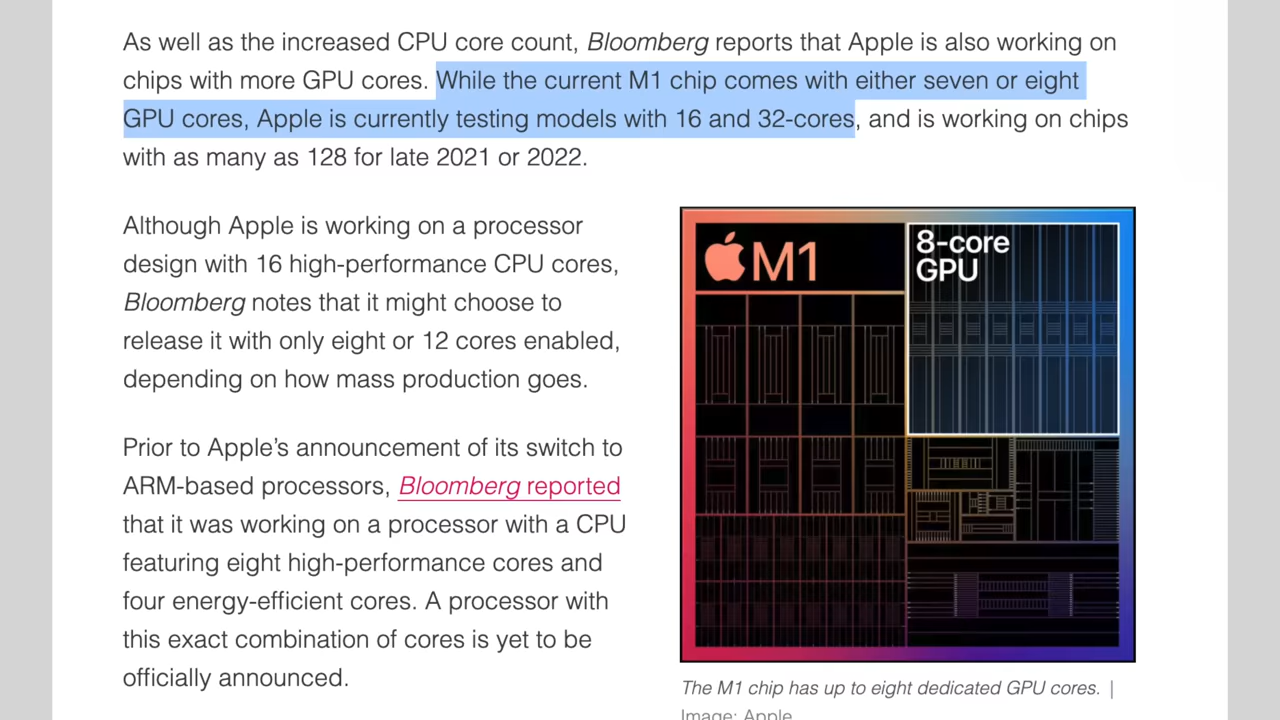 As well as the increased CPU core count, Bloomberg reports that Apple is also working on
chips with more GPU cores. While the current M1 chip comes with either seven or eight
GPU cores, Apple is currently testing models with 16 and 32-cores, and is working on chips
with as many as 128 for late 2021 or 2022.
Although Apple is working on a processor
design with 16 high-performance CPU cores,
Bloomberg notes that it might choose to
release it with only eight or 12 cores enabled,
depending on how mass production goes.
Prior to Apple’s announcement of its switch to
ARM-based processors, Bloomberg reported
that it was working on a processor with a CPU
featuring eight high-performance cores and
four energy-efficient cores. A processor with
this exact combination of cores is yet to be
officially announced.
M1
8-core
GPU
The M1 chip has up to eight dedicated GPU cores. |
Image: Apple